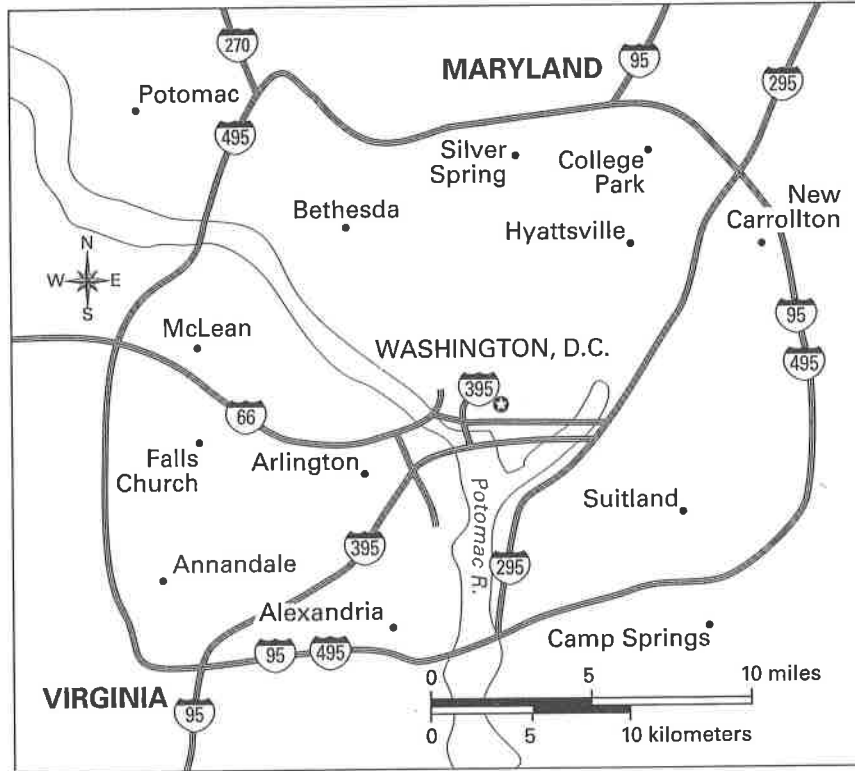 270
95
MARYLAND
295
Potomac
495
Silver
Spring
College
Park
New
Carrollton
Bethesda
Hyattsville
N
W E
S
95
McLean
WASHINGTON, D.C.
495
395
66
Falls
Church
Arlington
Suitland
Potomac R.
395
295
Annandale
Alexandria
Camp Springs
95 495
0 5 10 miles
VIRGINIA
95
0 5 10 kilometers